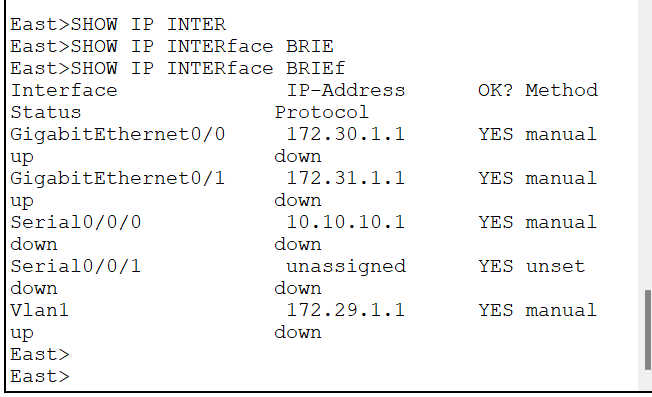 East>SHOW IP INTER
East>SHOW IP INTERface BRIE
East>SHOW IP INTERface BRIEf
Interface IP-Address OK? Method
Status Protocol
GigabitEthernet0/0 172.30.1.1 YES manual
up down
GigabitEthernet0/1 172.31.1.1 YES manual
up down
Serial0/0/0 10.10.10.1 YES manual
down down
Serial0/0/1 unassigned YES unset
down down
Vlan1 172.29.1.1 YES manual
up down
East>
East>